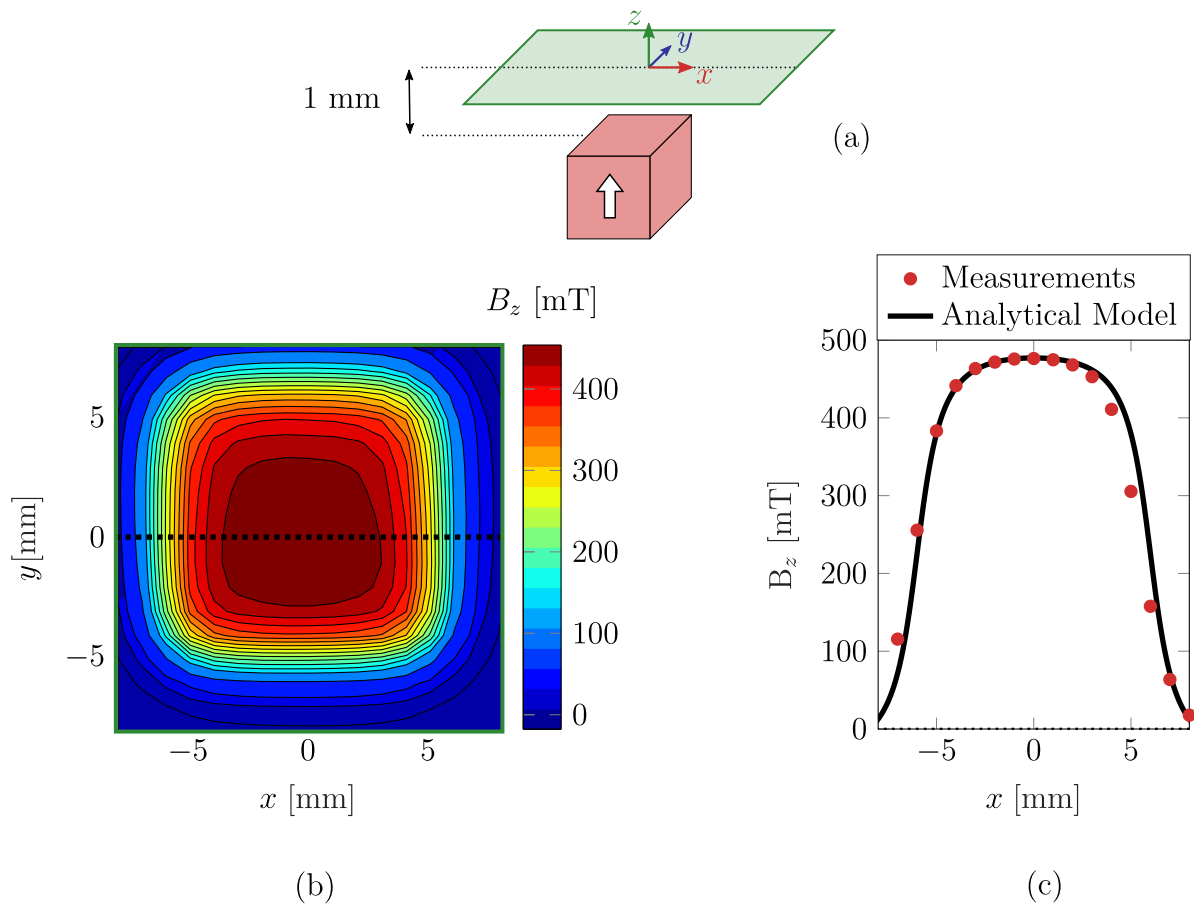 z
y
x
1 mm
(a)
B_z [mT]
400
300
200
100
0
5
0
−5
y[mm]
−5 0 5
x [mm]
(b)
Measurements
Analytical Model
500
400
300
200
100
0
B_z [mT]
−5 0 5
x [mm]
(c)